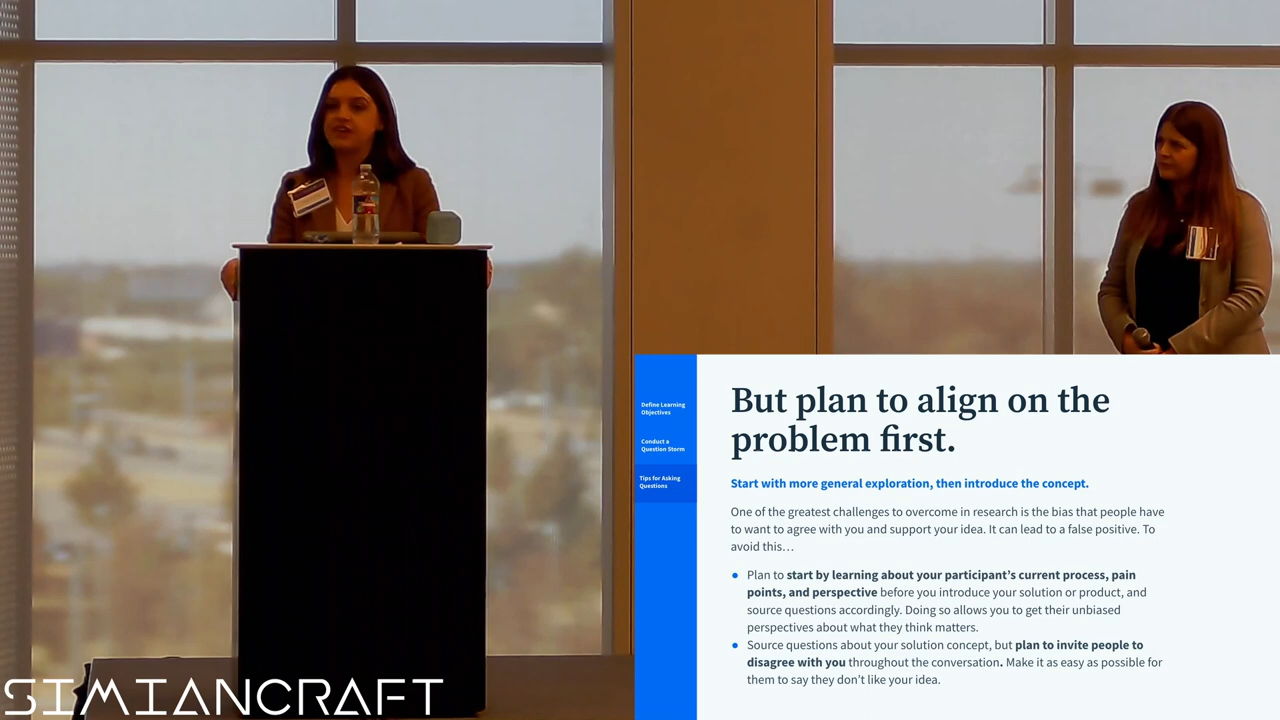 But plan to align on the
problem first.
Define Learning
Objectives
Conduct a
Question Storm
Tips for Asking
Questions
Start with more general exploration, then introduce the concept.
One of the greatest challenges to overcome in research is the bias that people have
to want to agree with you and support your idea. It can lead to a false positive. To
avoid this…
● Plan to start by learning about your participant’s current process, pain
points, and perspective before you introduce your solution or product, and
source questions accordingly. Doing so allows you to get their unbiased
perspectives about what they think matters.
● Source questions about your solution concept, but plan to invite people to
disagree with you throughout the conversation. Make it as easy as possible for
them to say they don’t like your idea.
SIMIANCRAFT